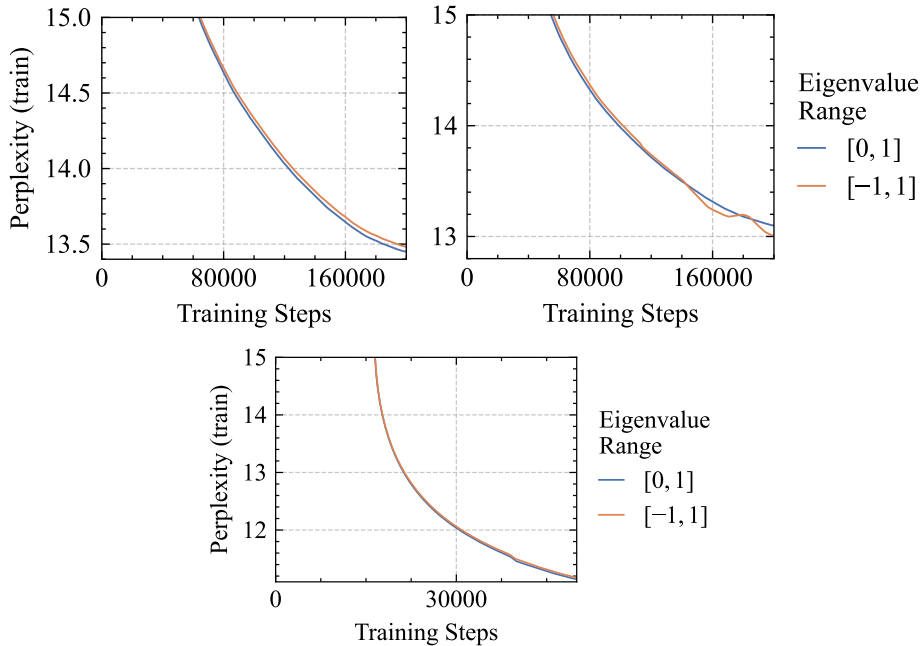 15.0
14.5
14.0
13.5
Perplexity (train)
0
80000
160000
Training Steps
15
14
13
0
80000
160000
Training Steps
Eigenvalue
Range
[0, 1]
[−1, 1]
15
14
13
12
Perplexity (train)
0
30000
Training Steps
Eigenvalue
Range
[0, 1]
[−1, 1]